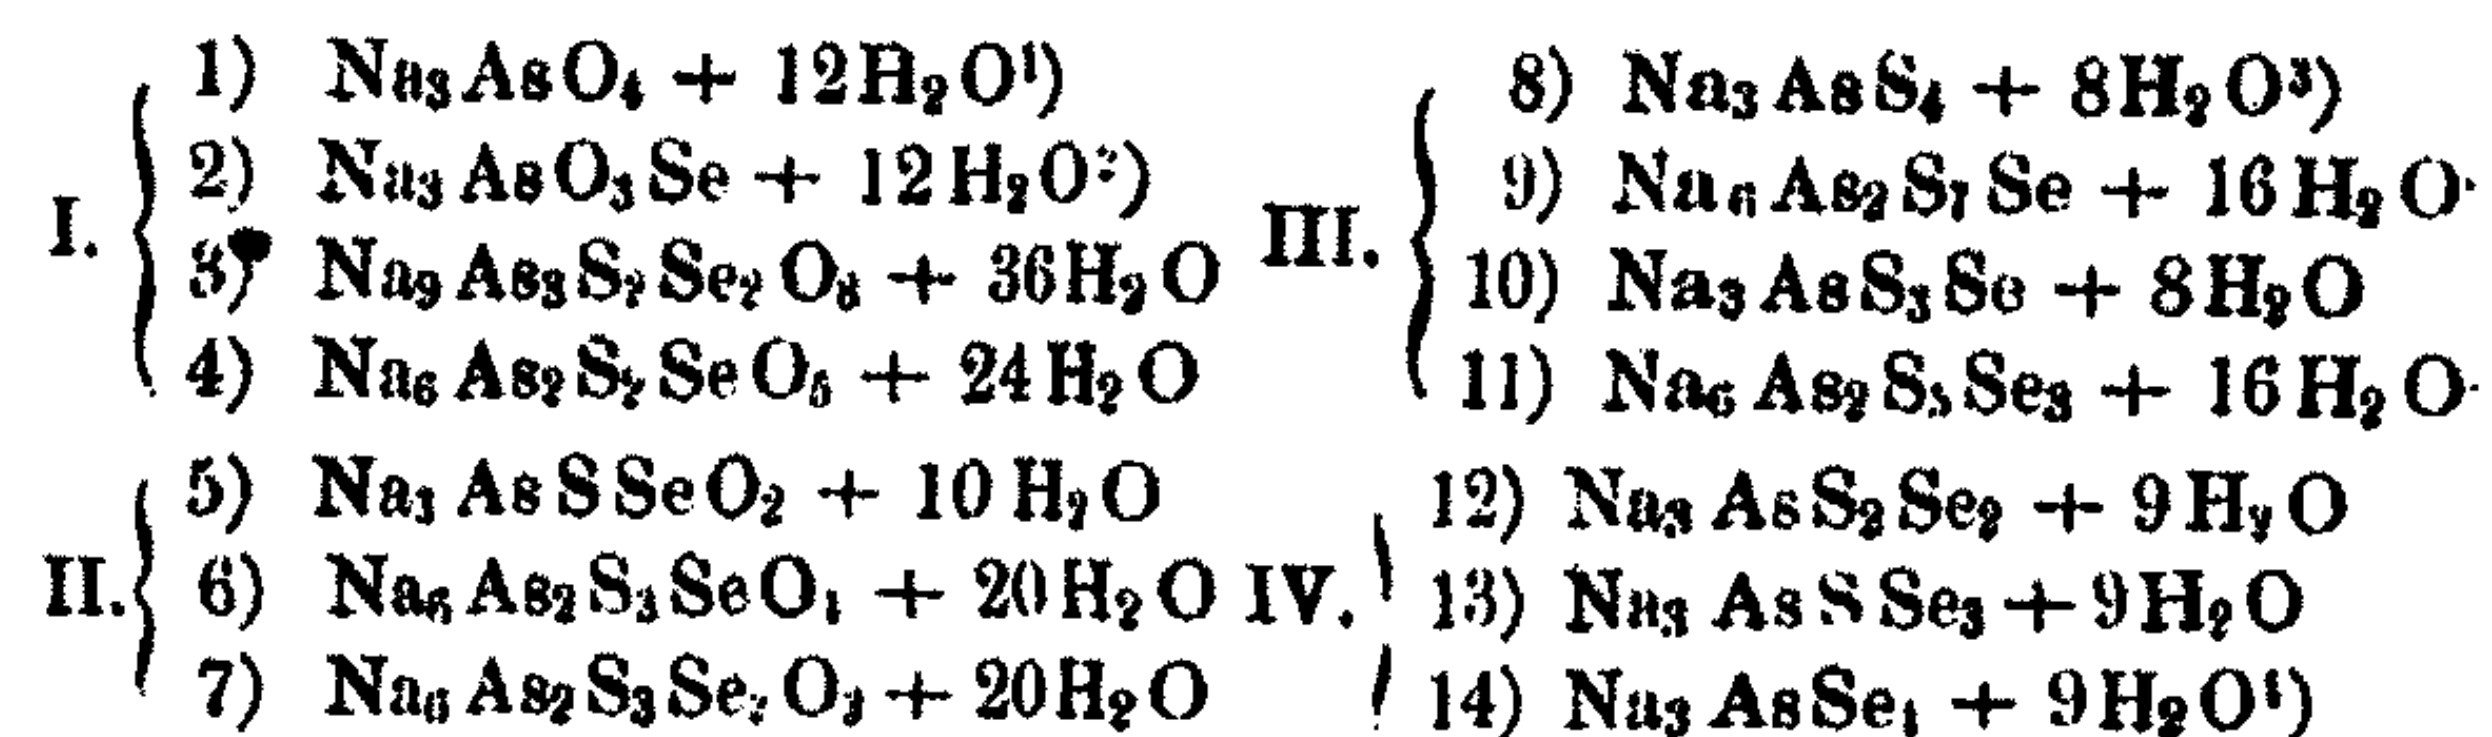 I.
1) Na₃AsO₄ + 12H₂O¹)
2) Na₃AsO₃Se + 12H₂O²)
3) Na₉As₃S₂Se₂O₈ + 36H₂O
4) Na₆As₂S₂SeO₅ + 24H₂O
II.
5) Na₃AsSSeO₂ + 10H₂O
6) Na₆As₂S₃SeO₄ + 20H₂O
7) Na₆As₂S₃Se₂O₃ + 20H₂O
III.
8) Na₃AsS₄ + 8H₂O³)
9) Na₆As₂S₇Se + 16H₂O
10) Na₃AsS₃Se + 8H₂O
11) Na₆As₂S₅Se₃ + 16H₂O
IV.
12) Na₃AsS₂Se₂ + 9H₂O
13) Na₃AsSSe₃ + 9H₂O
14) Na₃AsSe₄ + 9H₂O⁴)